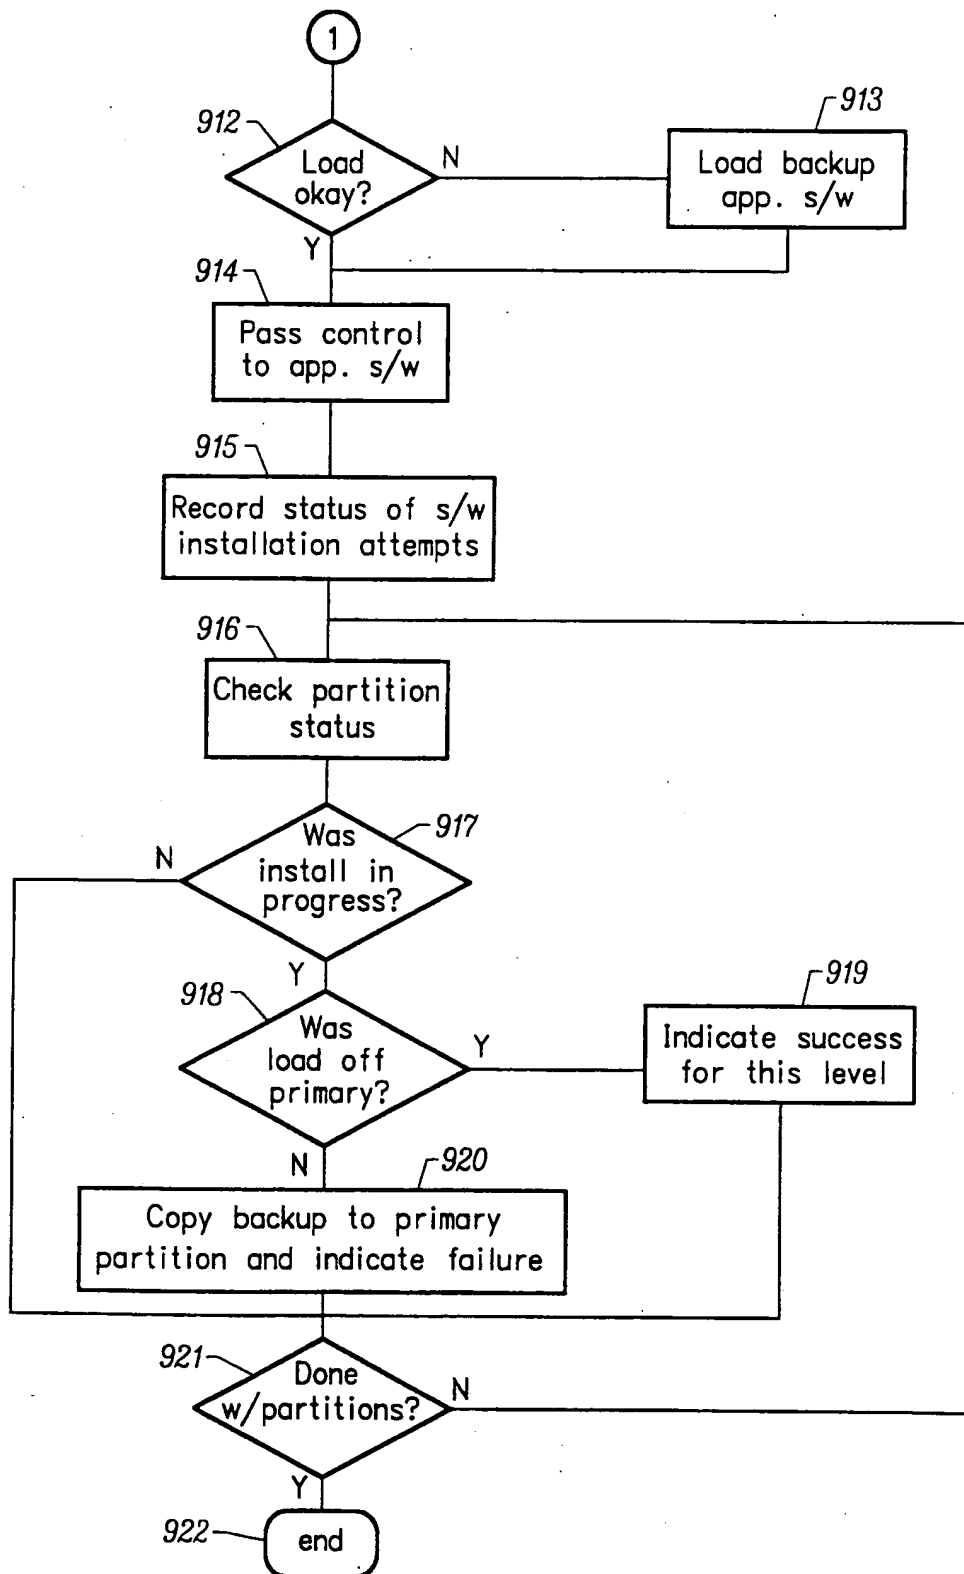 1
912
Load
okay?
N
Y
913
Load backup
app. s/w
914
Pass control
to app. s/w
915
Record status of s/w
installation attempts
916
Check partition
status
917
Was
install in
progress?
N
Y
918
Was
load off
primary?
Y
N
919
Indicate success
for this level
920
Copy backup to primary
partition and indicate failure
921
Done
w/partitions?
N
Y
922
end